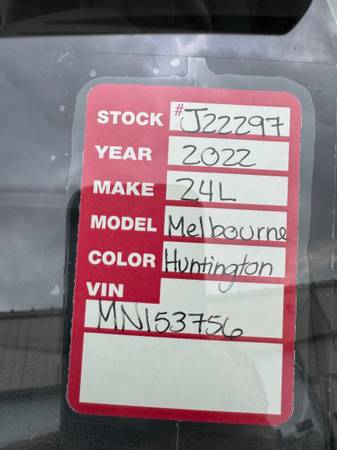 STOCK #J22297
YEAR 2022
MAKE 24L
MODEL Melbourne
COLOR Huntington
VIN
MN153756